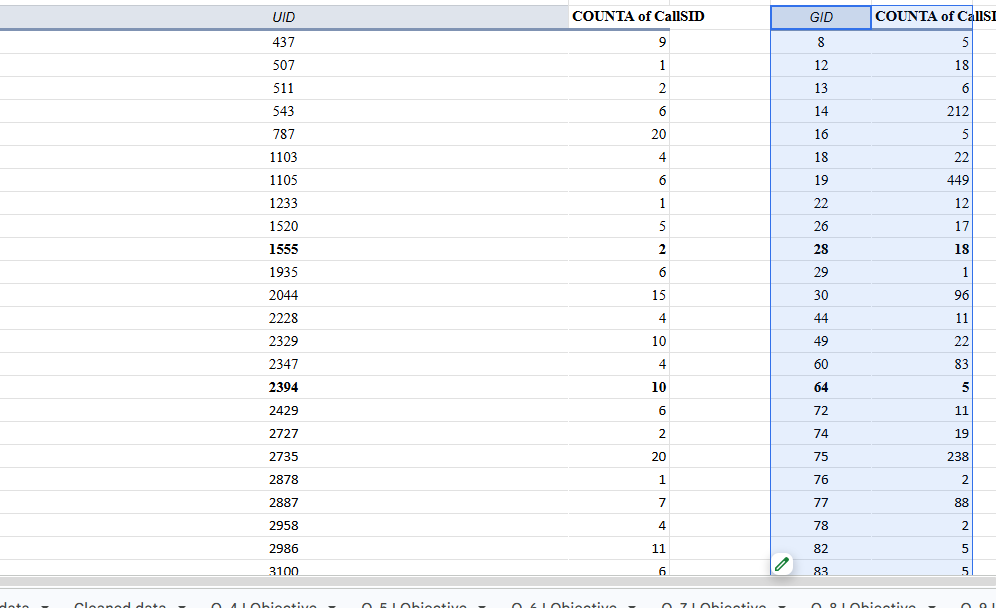 UID COUNTA of CallSID GID COUNTA of CallSI
437 9 8 5
507 1 12 18
511 2 13 6
543 6 14 212
787 20 16 5
1103 4 18 22
1105 6 19 449
1233 1 22 12
1520 5 26 17
1555 2 28 18
1935 6 29 1
2044 15 30 96
2228 4 44 11
2329 10 49 22
2347 4 60 83
2394 10 64 5
2429 6 72 11
2727 2 74 19
2735 20 75 238
2878 1 76 2
2887 7 77 88
2958 4 78 2
2986 11 82 5
3100 6 83 5
data Cleaned data Q. 4 | Objective Q. 5 | Objective Q. 6 | Objective Q. 7 | Objective Q. 8 | Objective